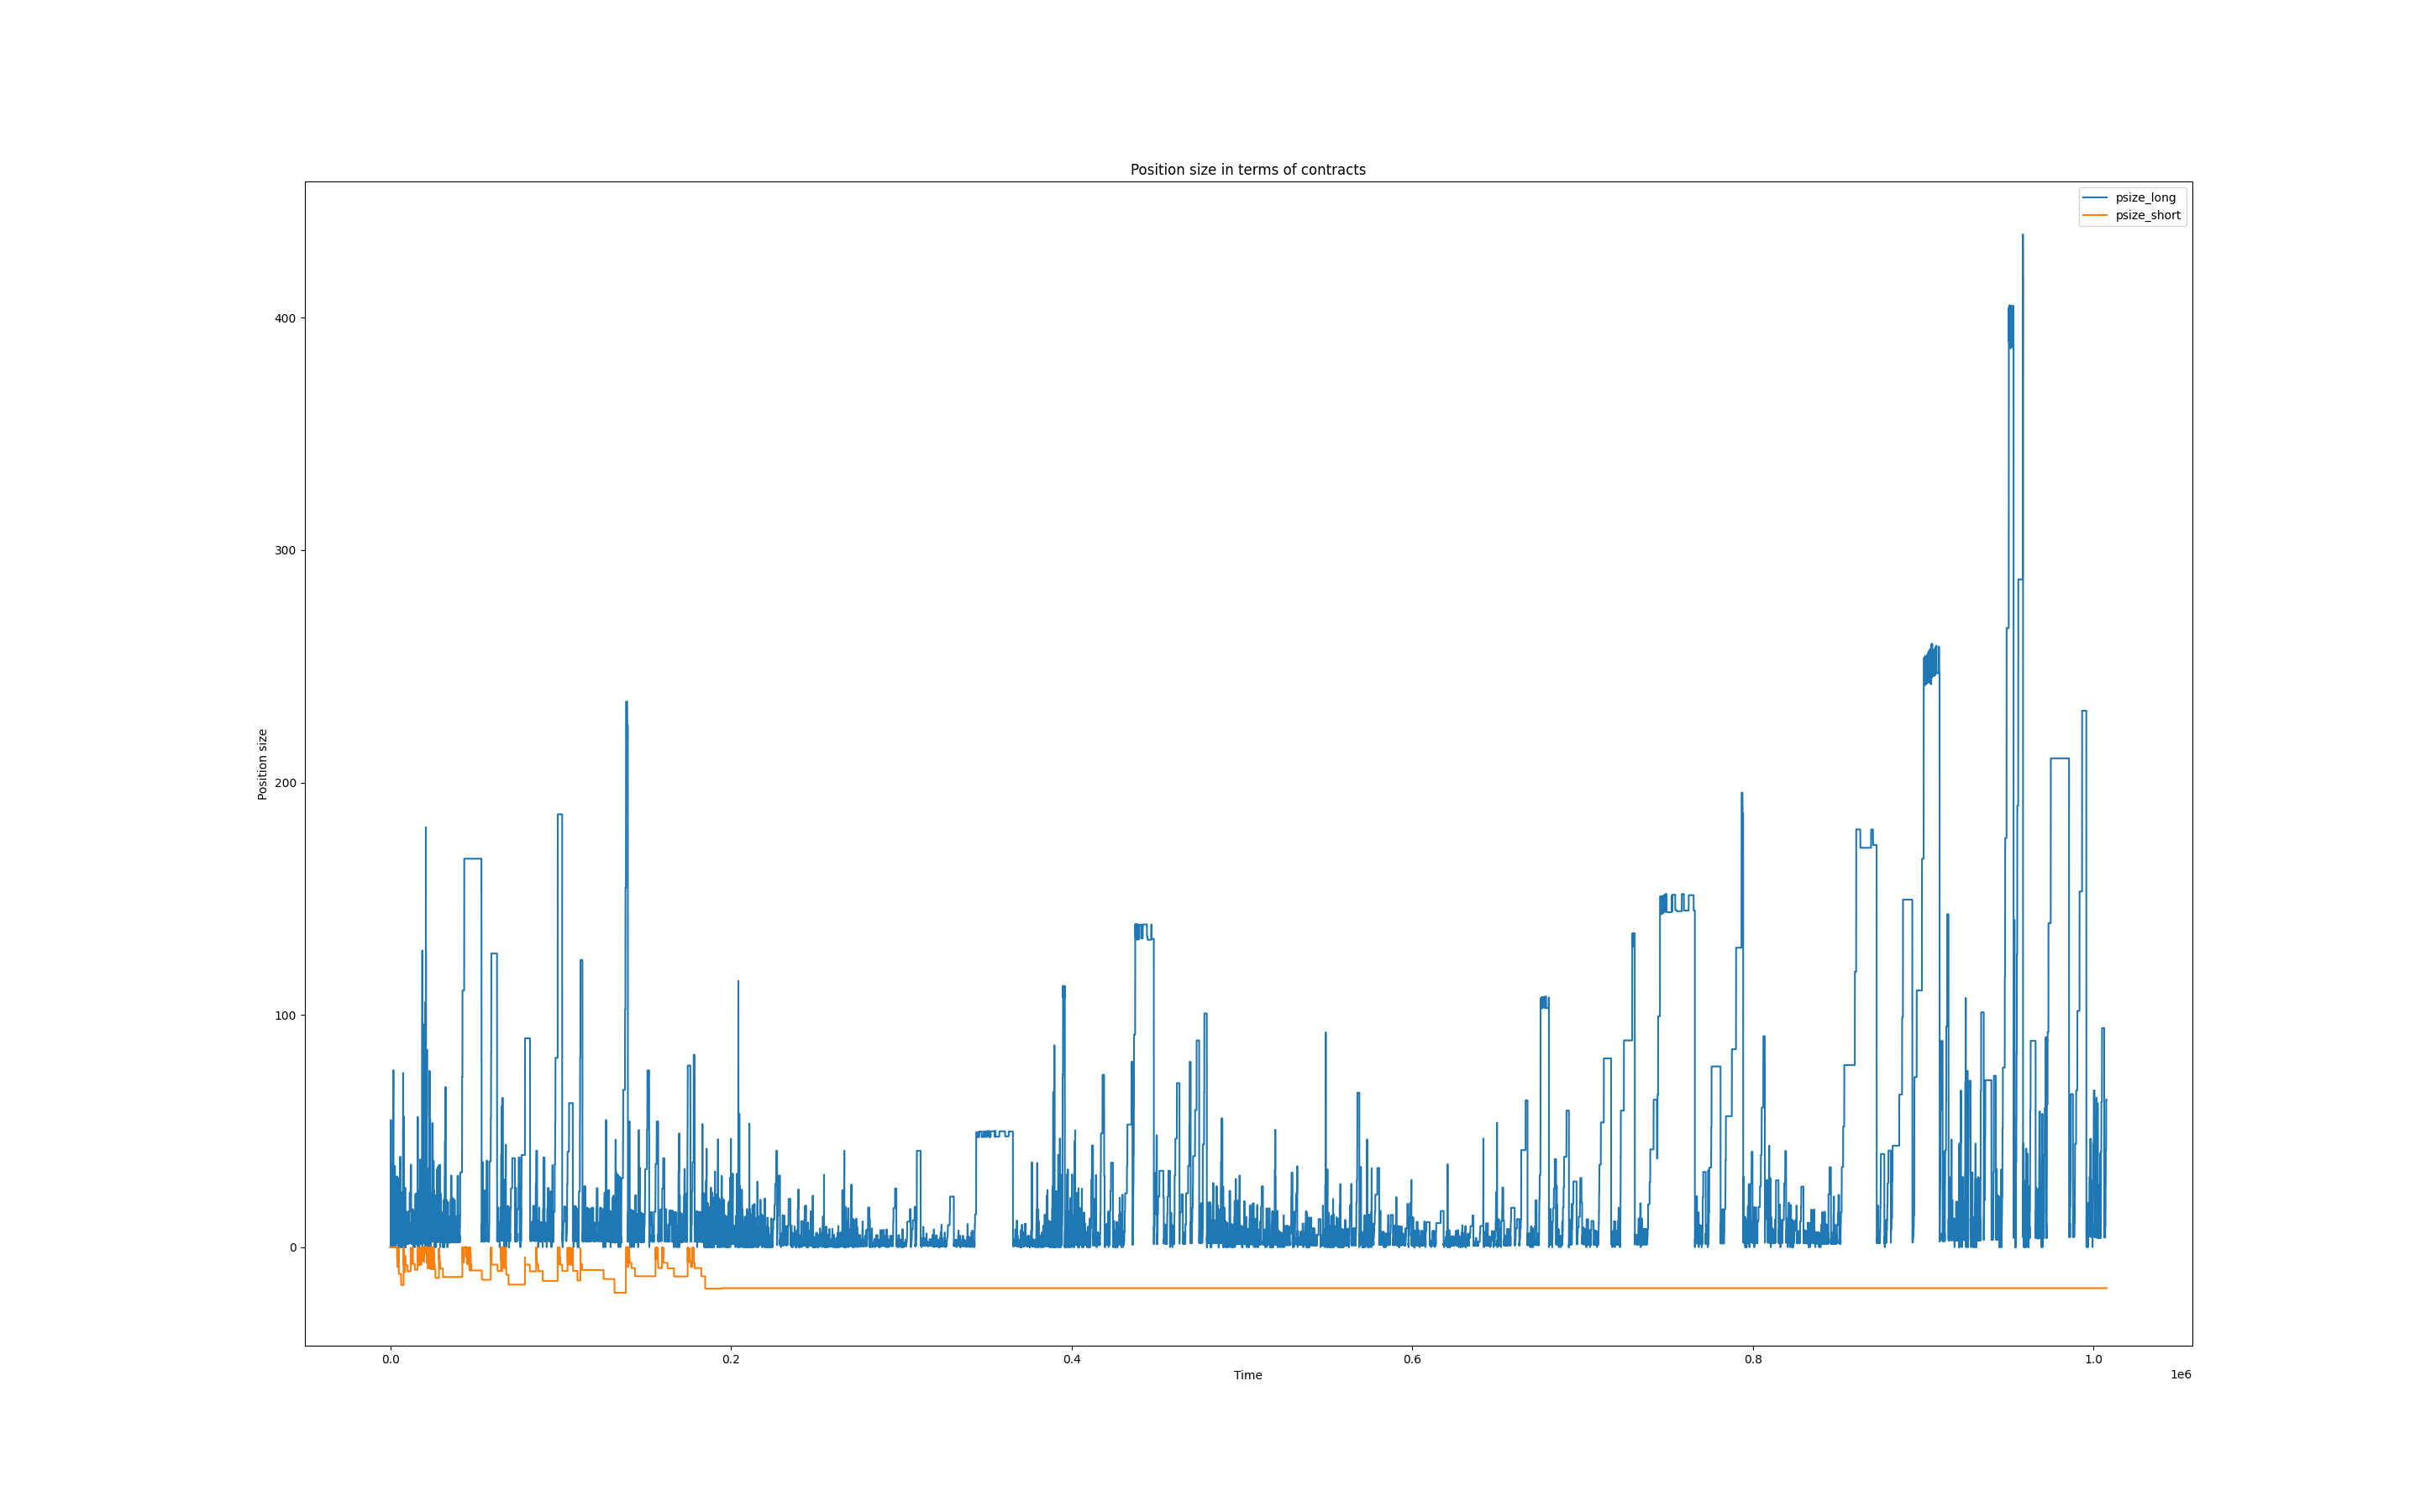 Position size in terms of contracts
psize_long
psize_short
Position size
400
300
200
100
0
0.0 0.2 0.4 0.6 0.8 1.0
Time
1e6